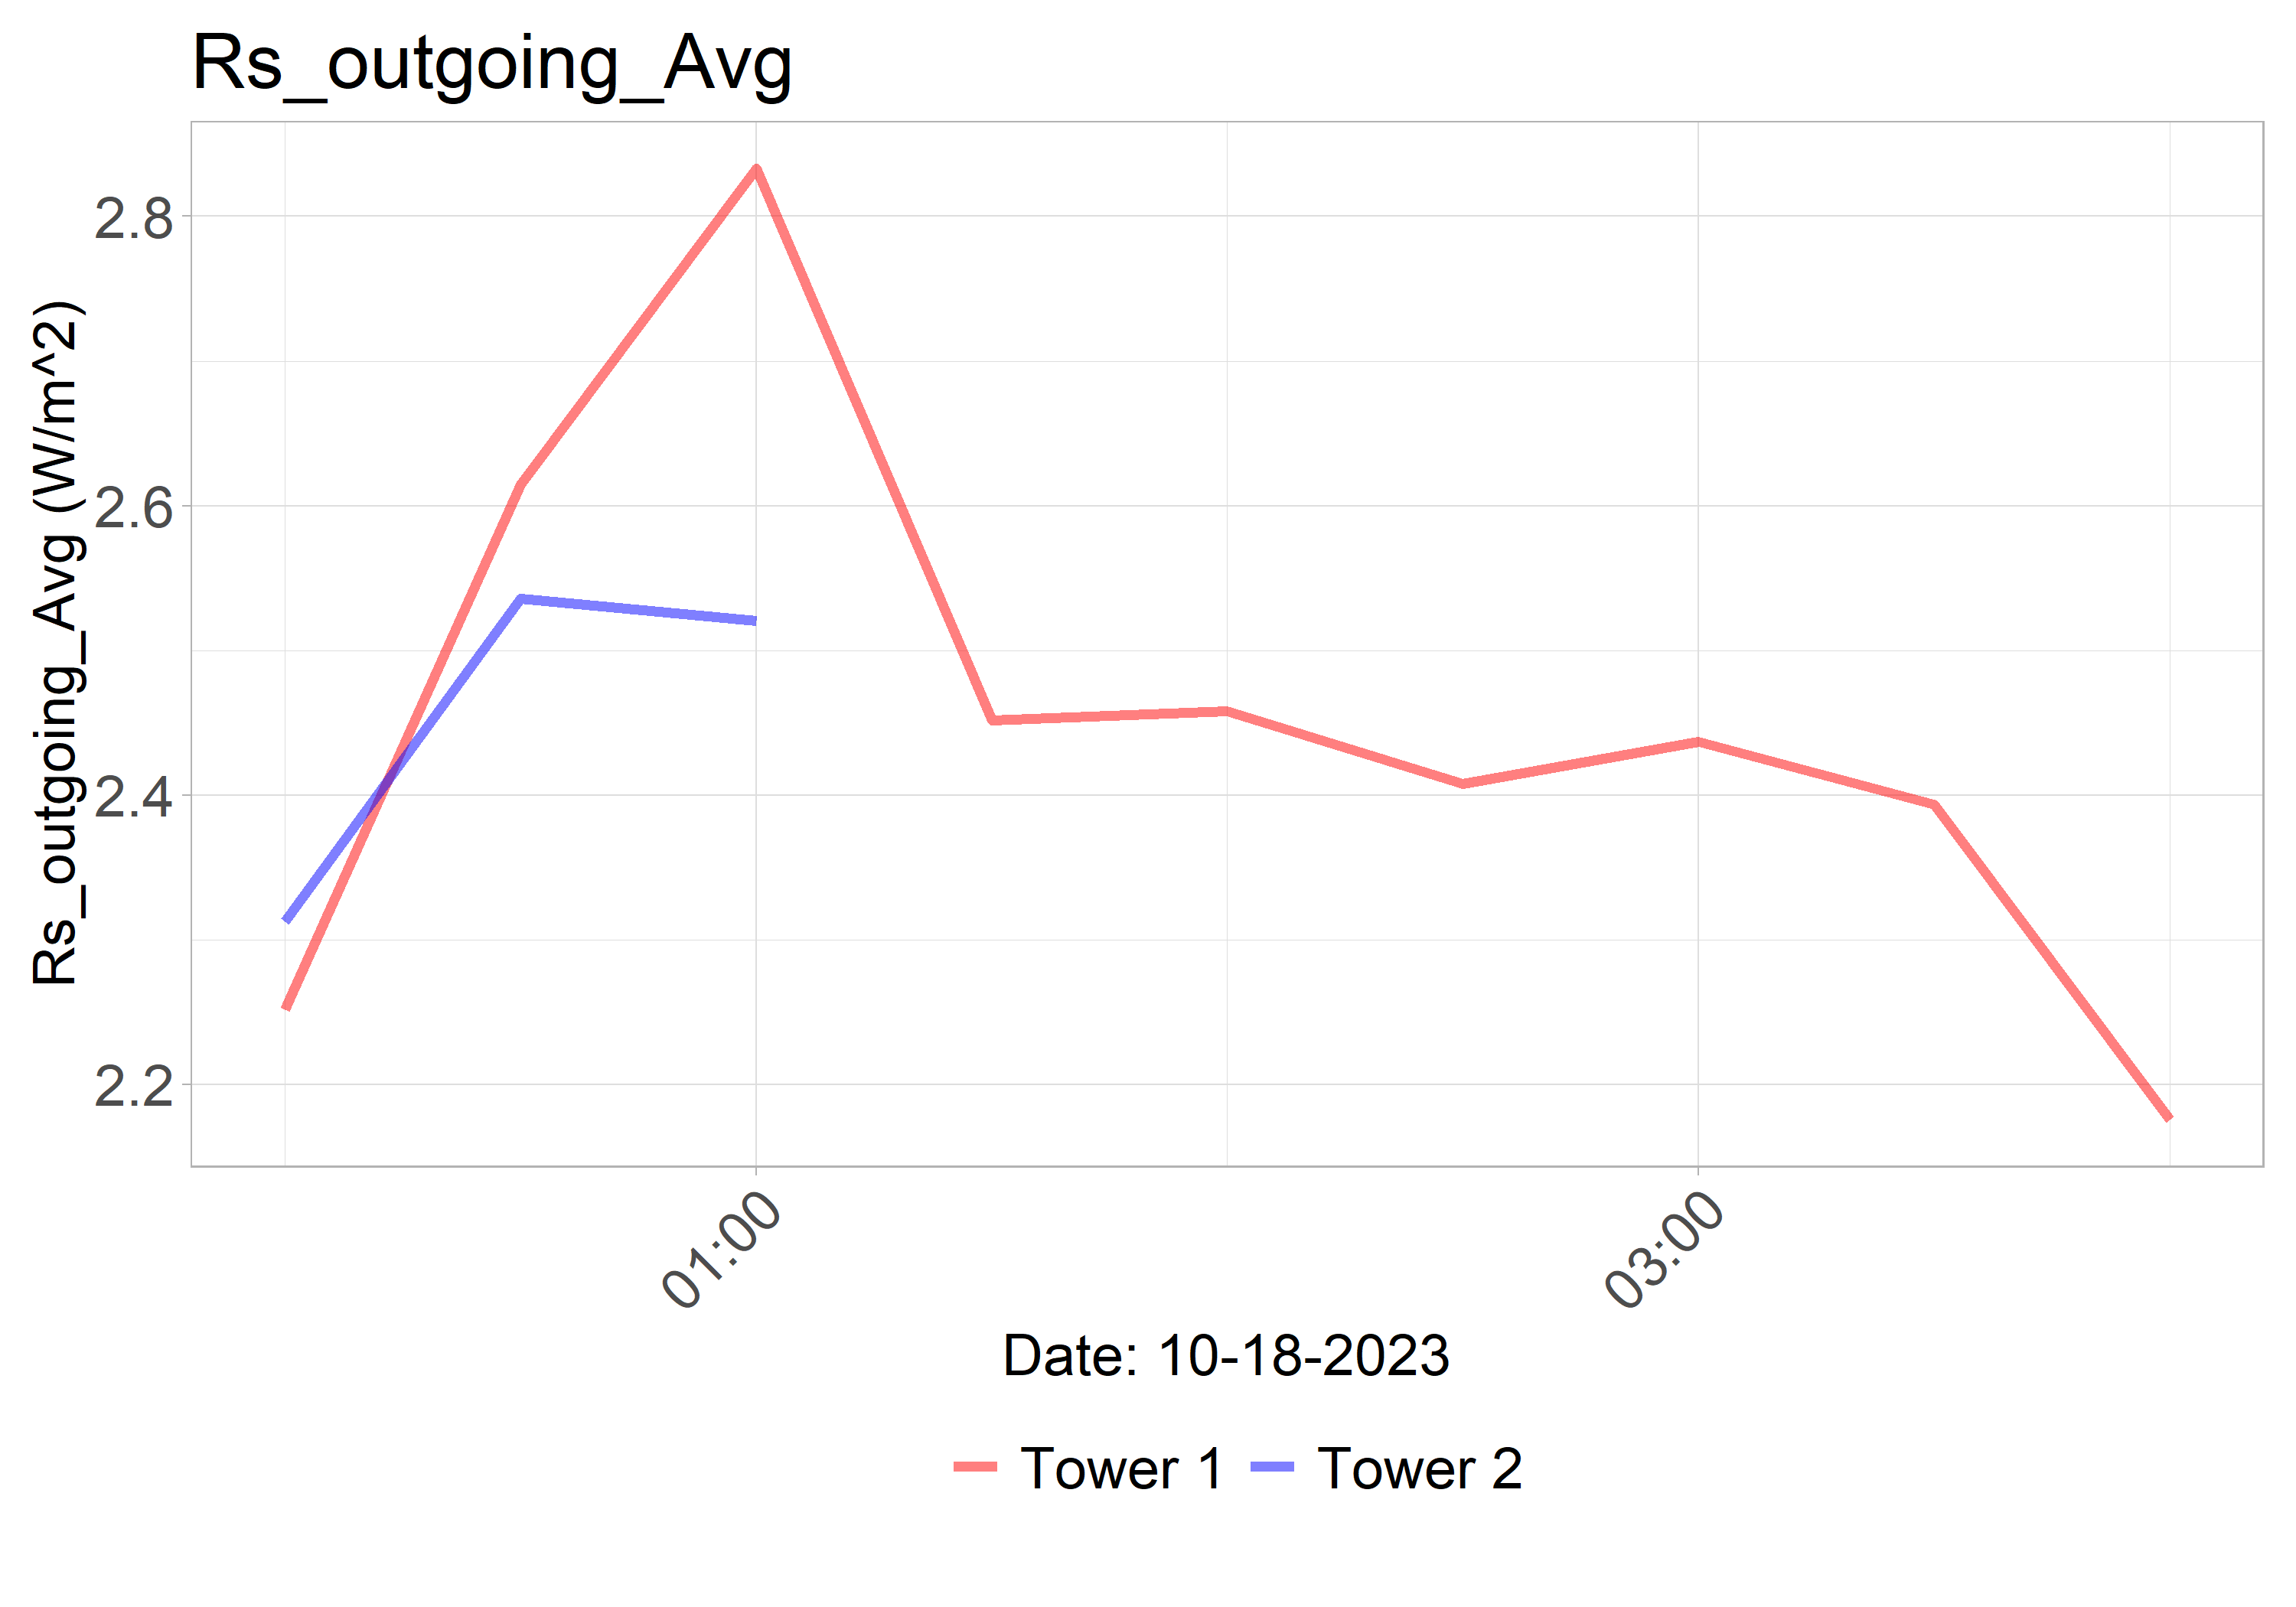 Rs_outgoing_Avg
Rs_outgoing_Avg (W/m^2)
2.8
2.6
2.4
2.2
01:00
03:00
Date: 10-18-2023
Tower 1
Tower 2